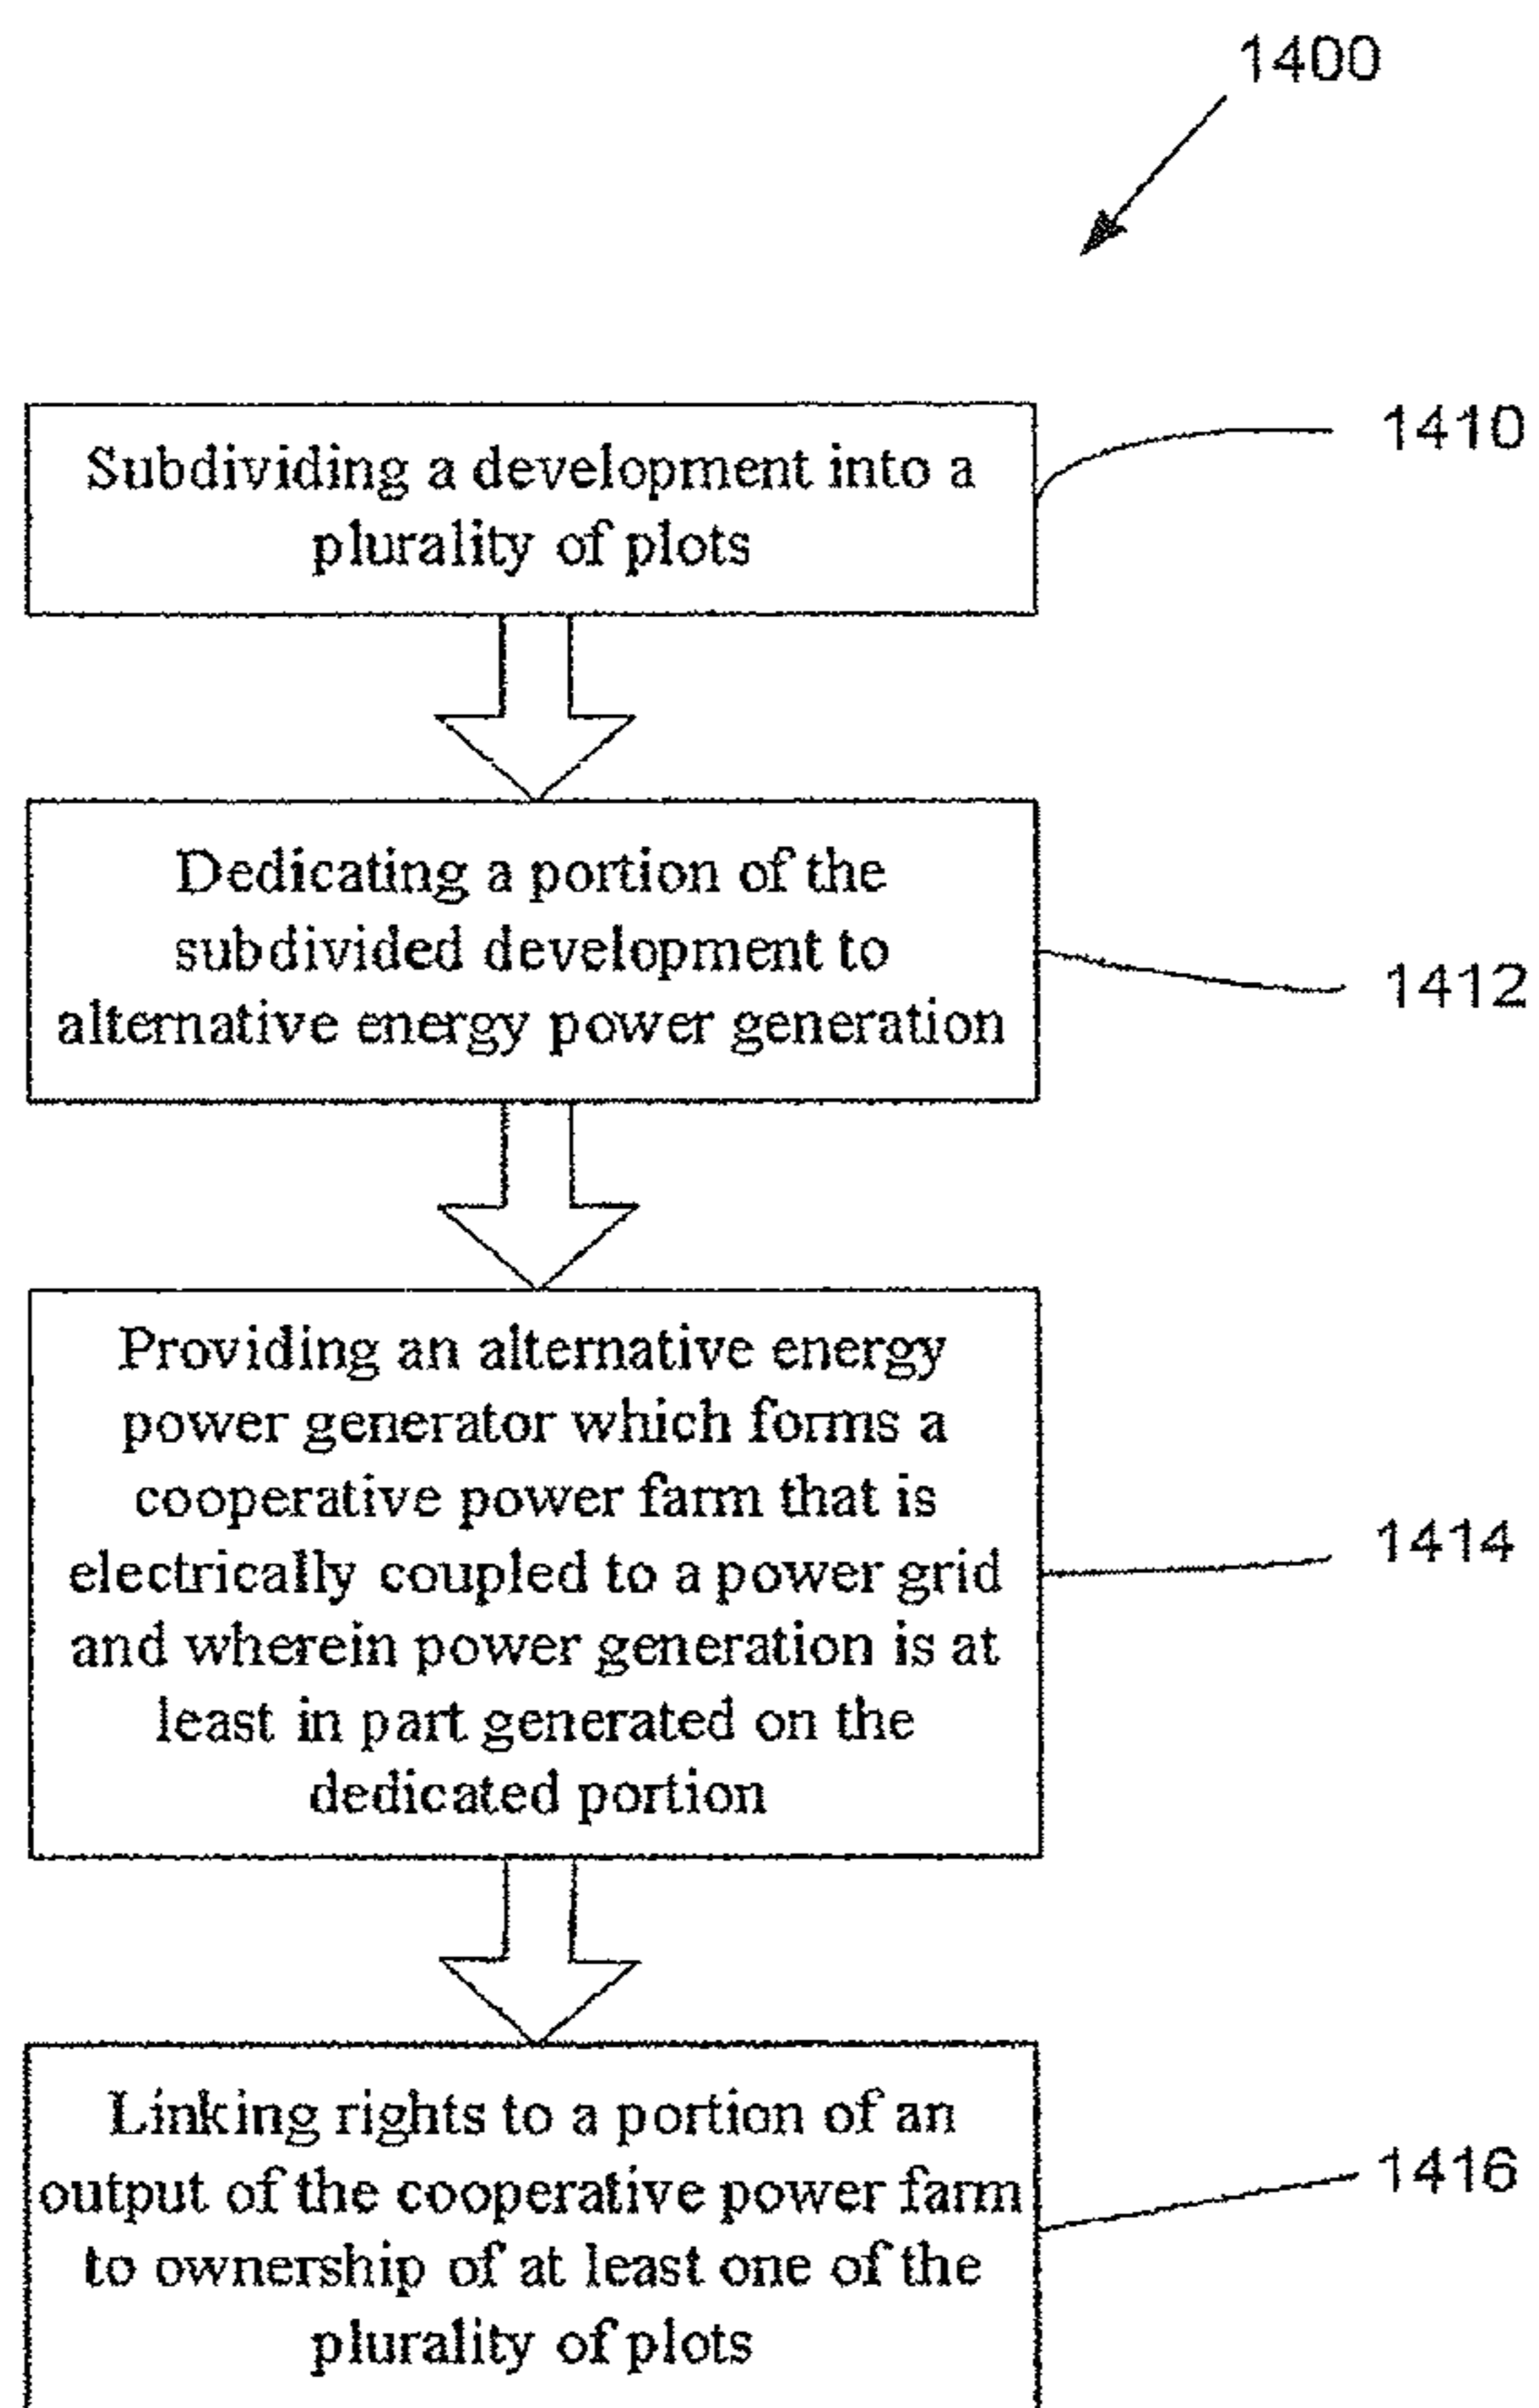 1400
Subdividing a development into a
plurality of plots
1410
Dedicating a portion of the
subdivided development to
alternative energy power generation
1412
Providing an alternative energy
power generator which forms a
cooperative power farm that is
electrically coupled to a power grid
and wherein power generation is at
least in part generated on the
dedicated portion
1414
Linking rights to a portion of an
output of the cooperative power farm
to ownership of at least one of the
plurality of plots
1416